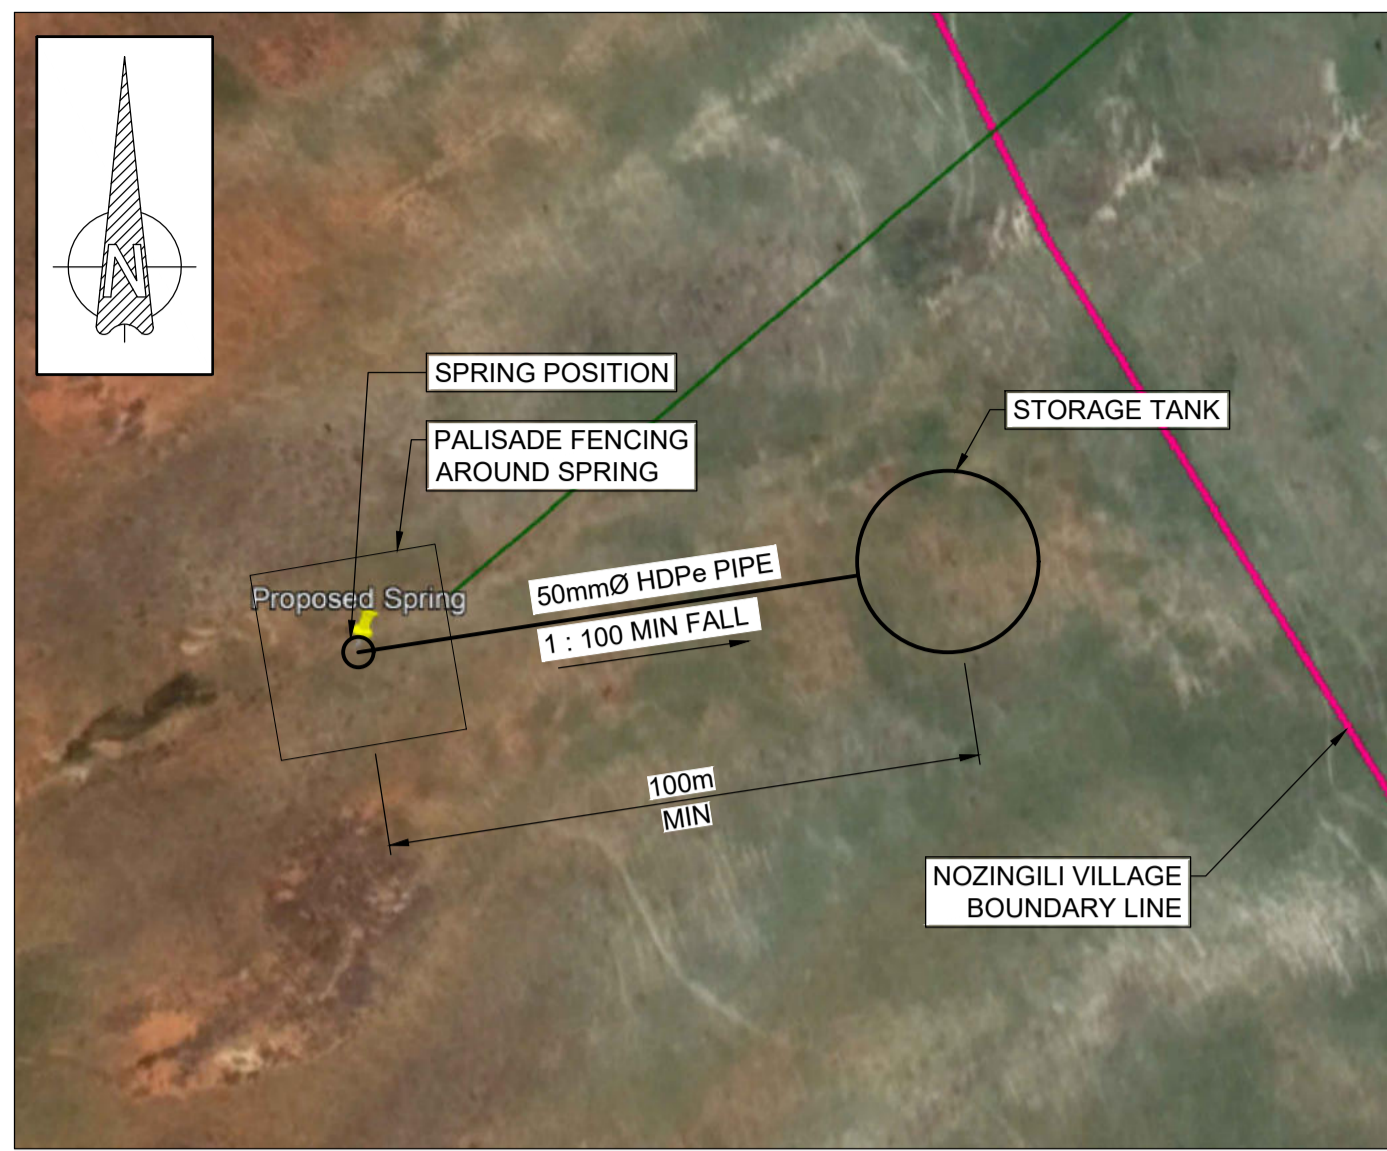 N
SPRING POSITION
STORAGE TANK
PALISADE FENCING
AROUND SPRING
50mmØ HDPe PIPE
Proposed Spring
1 : 100 MIN FALL
100m
MIN
NOZINGILI VILLAGE
BOUNDARY LINE